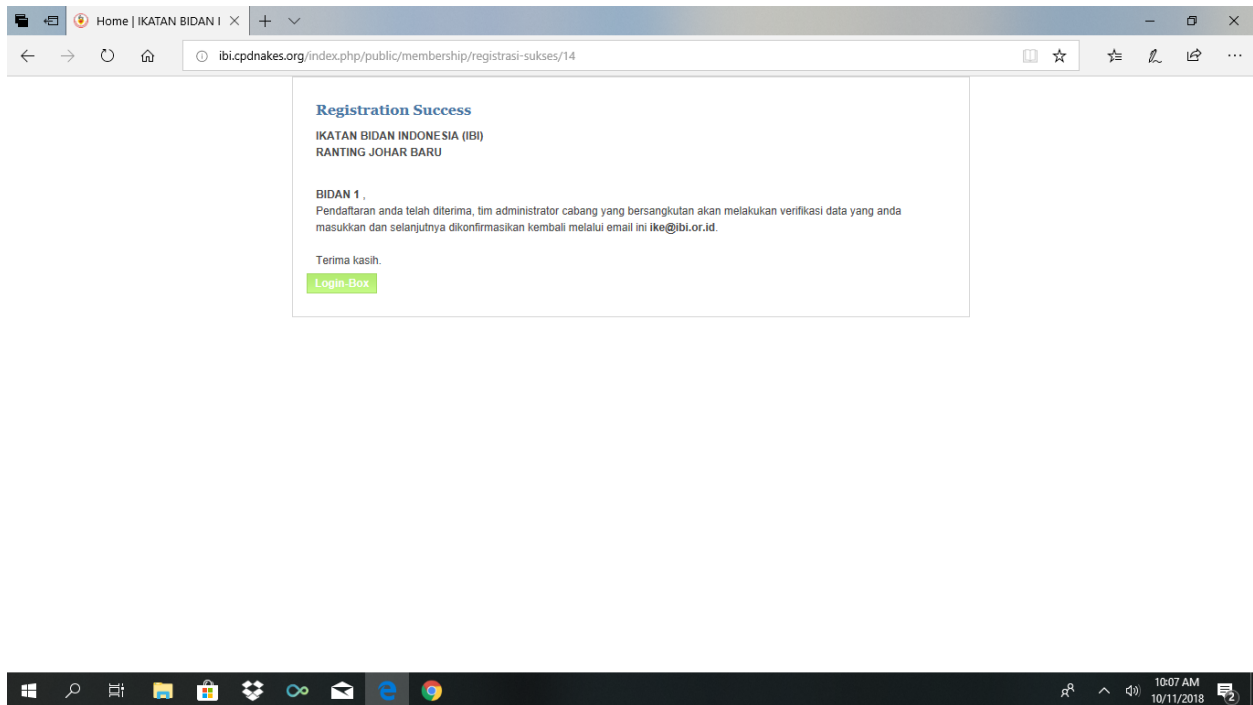 Home | IKATAN BIDAN I
ibi.cpdnakes.org/index.php/public/membership/registrasi-sukses/14
Registration Success
IKATAN BIDAN INDONESIA (IBI)
RANTING JOHAR BARU
BIDAN 1 ,
Pendaftaran anda telah diterima, tim administrator cabang yang bersangkutan akan melakukan verifikasi data yang anda
masukkan dan selanjutnya dikonfirmasikan kembali melalui email ini ike@ibi.or.id.
Terima kasih.
Login-Box
10:07 AM
10/11/2018
2